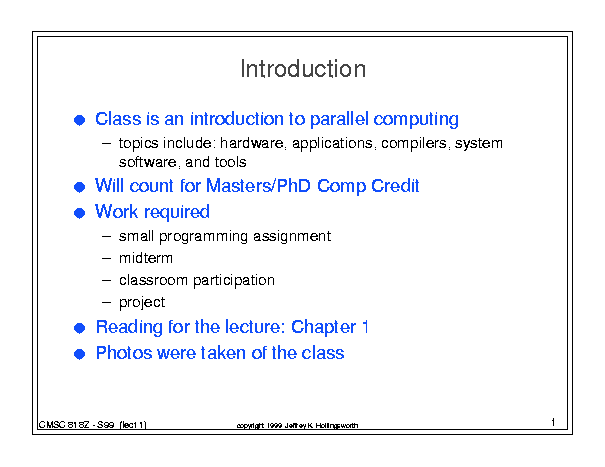 Introduction
● Class is an introduction to parallel computing
– topics include: hardware, applications, compilers, system
software, and tools
● Will count for Masters/PhD Comp Credit
● Work required
– small programming assignment
– midterm
– classroom participation
– project
● Reading for the lecture: Chapter 1
● Photos were taken of the class
CMSC 818Z - S99 (lect 1)
copyright 1999 Jeffrey K. Hollingsworth
1